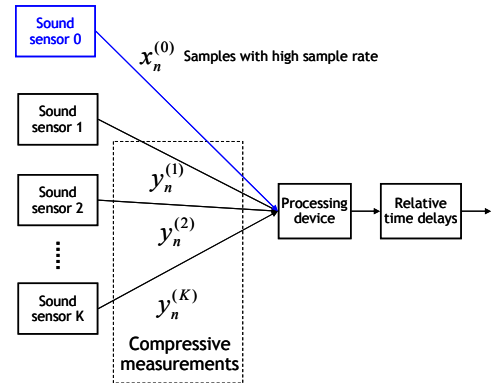 Sound
sensor 0
x_n^(0) Samples with high sample rate
Sound
sensor 1
y_n^(1)
Sound
sensor 2
y_n^(2)
Processing
device
Relative
time delays
Sound
sensor K
y_n^(K)
Compressive
measurements